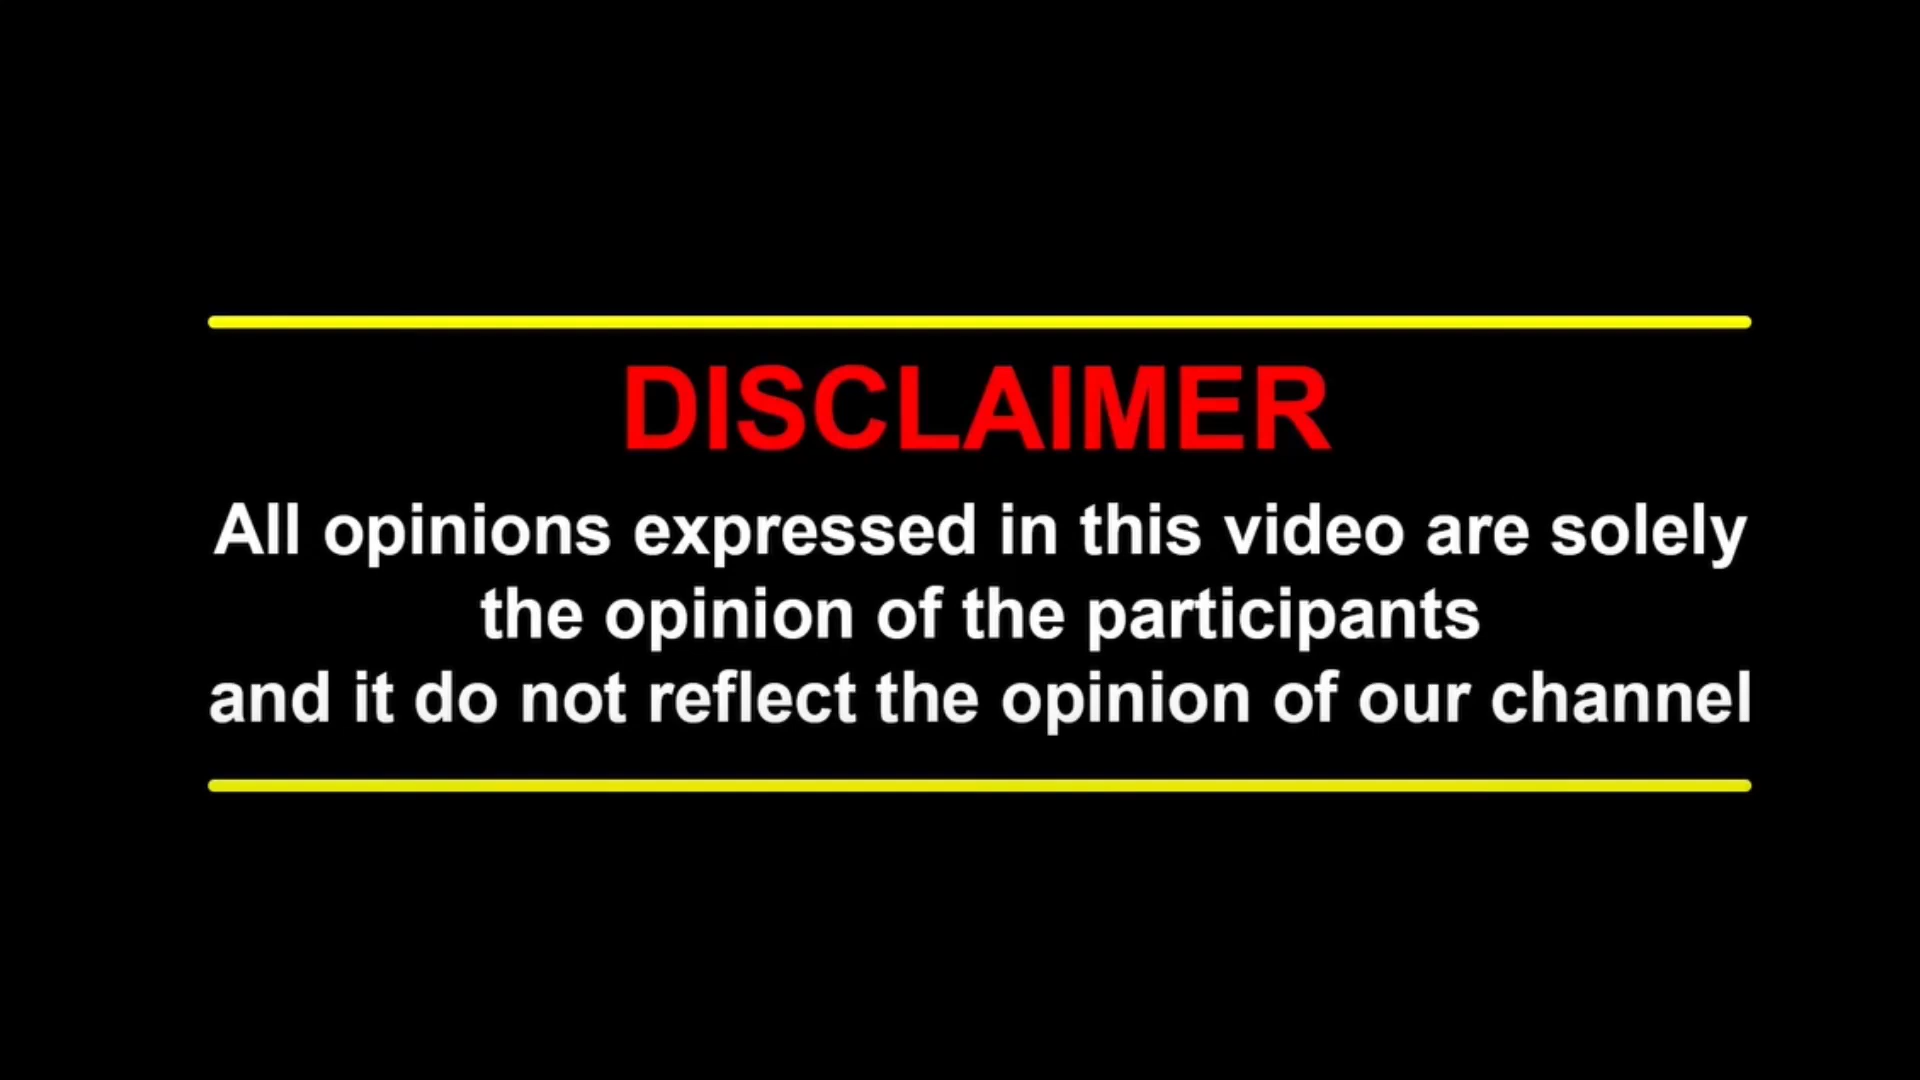 DISCLAIMER
All opinions expressed in this video are solely
the opinion of the participants
and it do not reflect the opinion of our channel